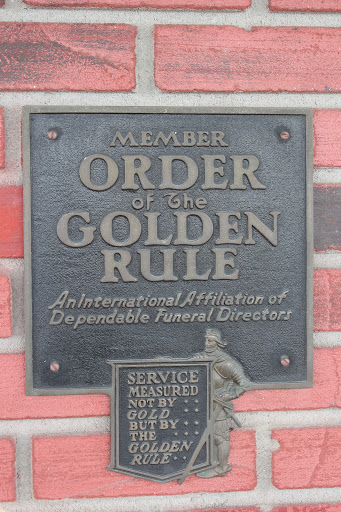 MEMBER
ORDER
of The
GOLDEN
RULE
An International Affiliation of
Dependable Funeral Directors
SERVICE
MEASURED
NOT BY
GOLD
BUT BY
THE
GOLDEN
RULE